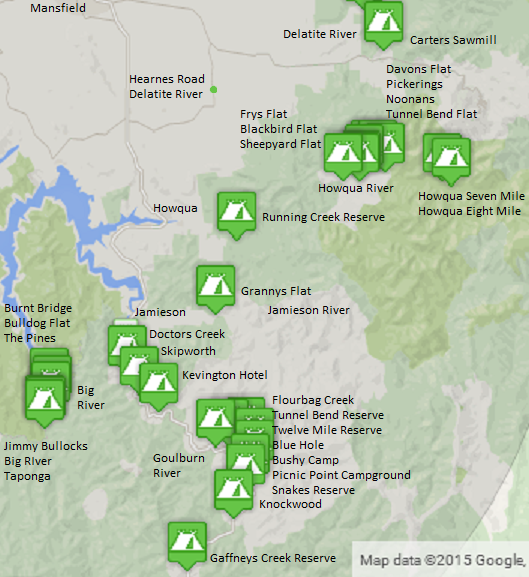 Mansfield
Delatite River
Carters Sawmill
Hearnes Road
Delatite River
Davons Flat
Pickerings
Noonans
Tunnel Bend Flat
Frys Flat
Blackbird Flat
Sheepyard Flat
Howqua River
Howqua Seven Mile
Howqua Eight Mile
Howqua
Running Creek Reserve
Grannys Flat
Jamieson River
Burnt Bridge
Bulldog Flat
The Pines
Jamieson
Doctors Creek
Skipworth
Kevington Hotel
Big
River
Flourbag Creek
Tunnel Bend Reserve
Twelve Mile Reserve
Blue Hole
Bushy Camp
Picnic Point Campground
Snakes Reserve
Knockwood
Jimmy Bullocks
Big RIver
Taponga
Goulburn
River
Gaffneys Creek Reserve
Map data ©2015 Google,